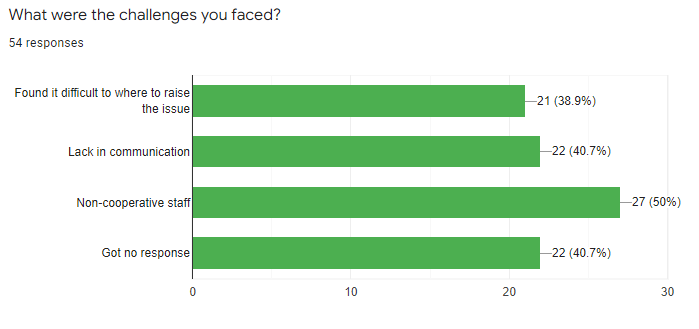 What were the challenges you faced?
54 responses
Found it difficult to where to raise
the issue
21 (38.9%)
Lack in communication
22 (40.7%)
Non-cooperative staff
27 (50%)
Got no response
22 (40.7%)
0 10 20 30